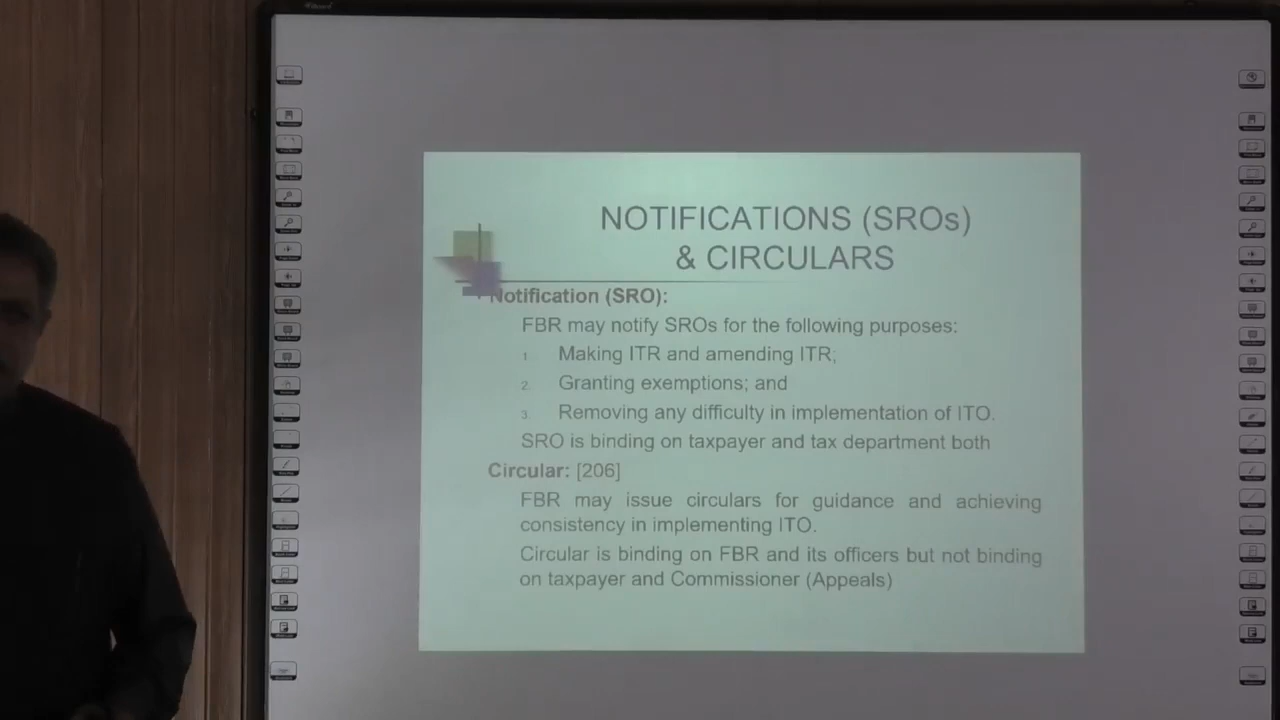 NOTIFICATIONS (SROs)
& CIRCULARS
Notification (SRO):
FBR may notify SROs for the following purposes:
1. Making ITR and amending ITR;
2. Granting exemptions; and
3. Removing any difficulty in implementation of ITO.
SRO is binding on taxpayer and tax department both
Circular: [206]
FBR may issue circulars for guidance and achieving
consistency in implementing ITO.
Circular is binding on FBR and its officers but not binding
on taxpayer and Commissioner (Appeals)